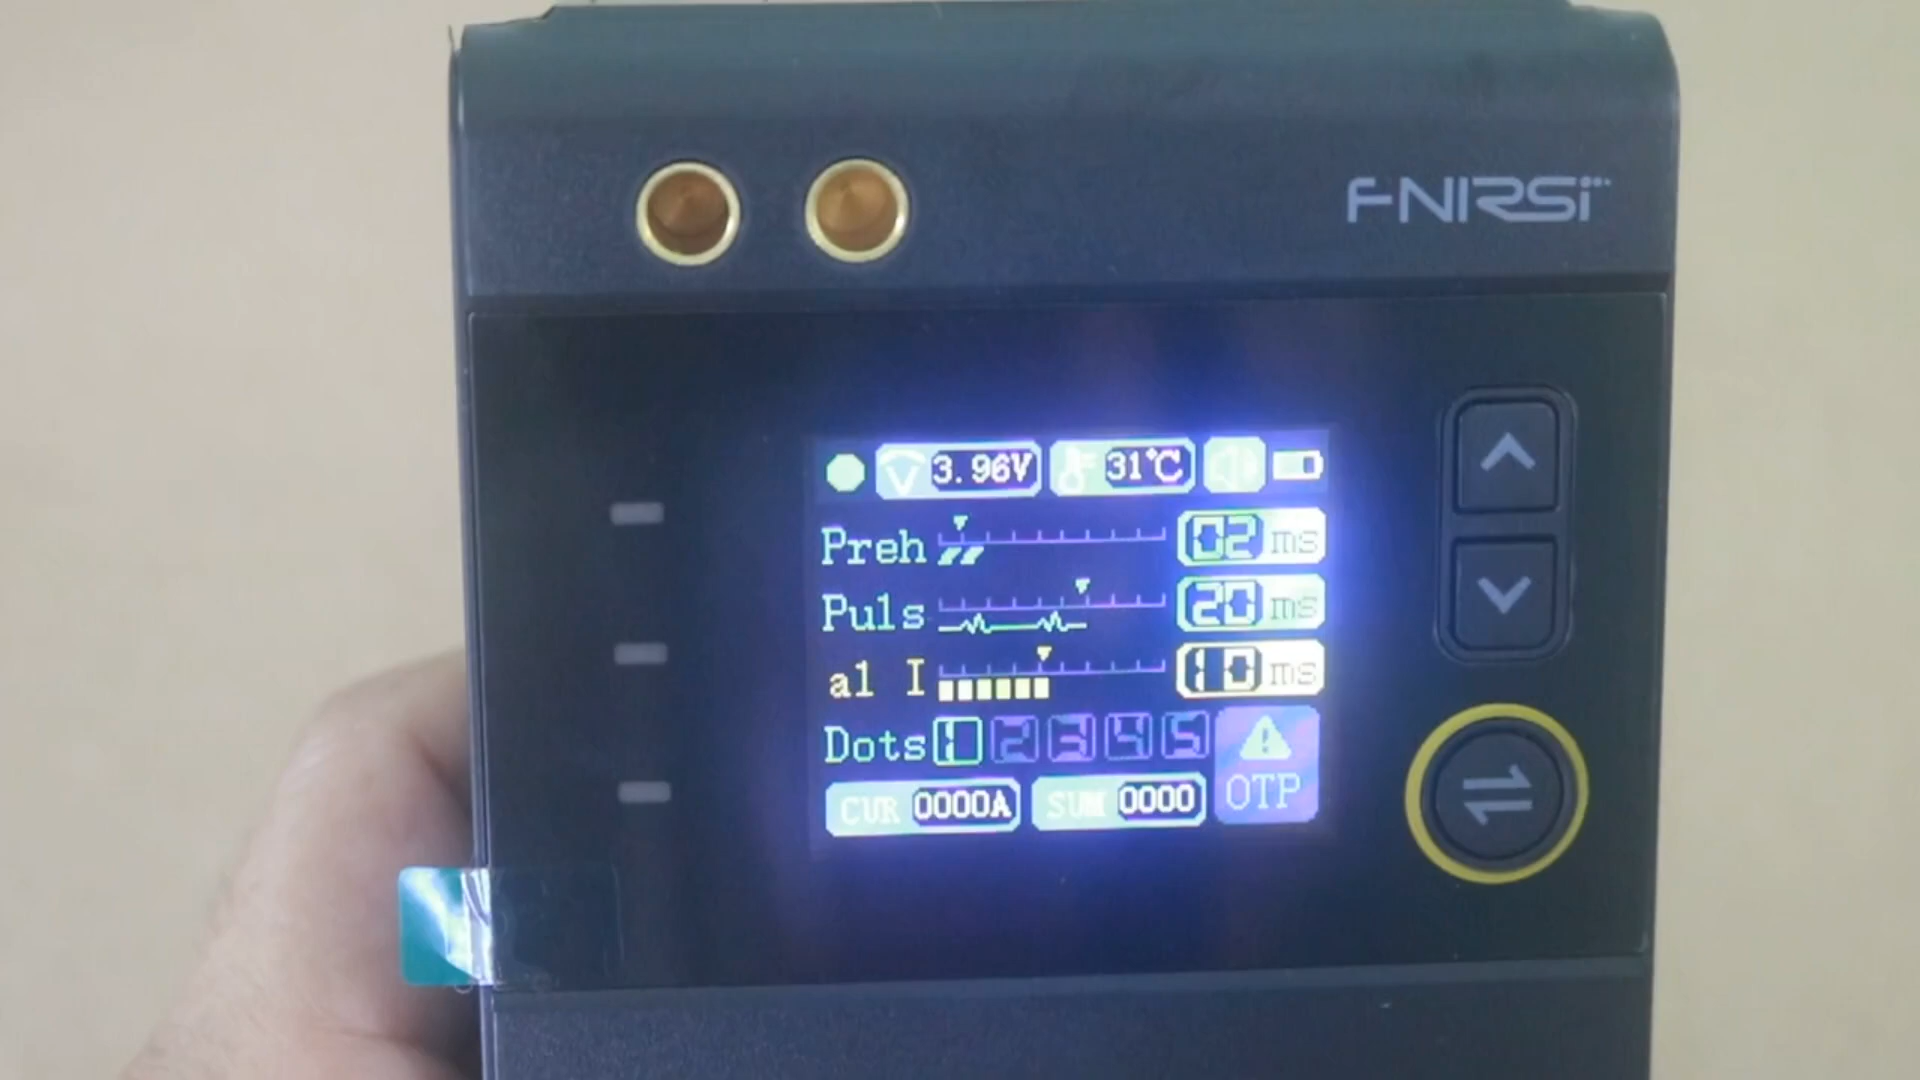 FNIRSI
3.96V 31°C
Preh 02 ms
Puls 20 ms
al I 10 ms
Dots 1 2 3 4 5
OTP
CUR 0000A SUM 0000